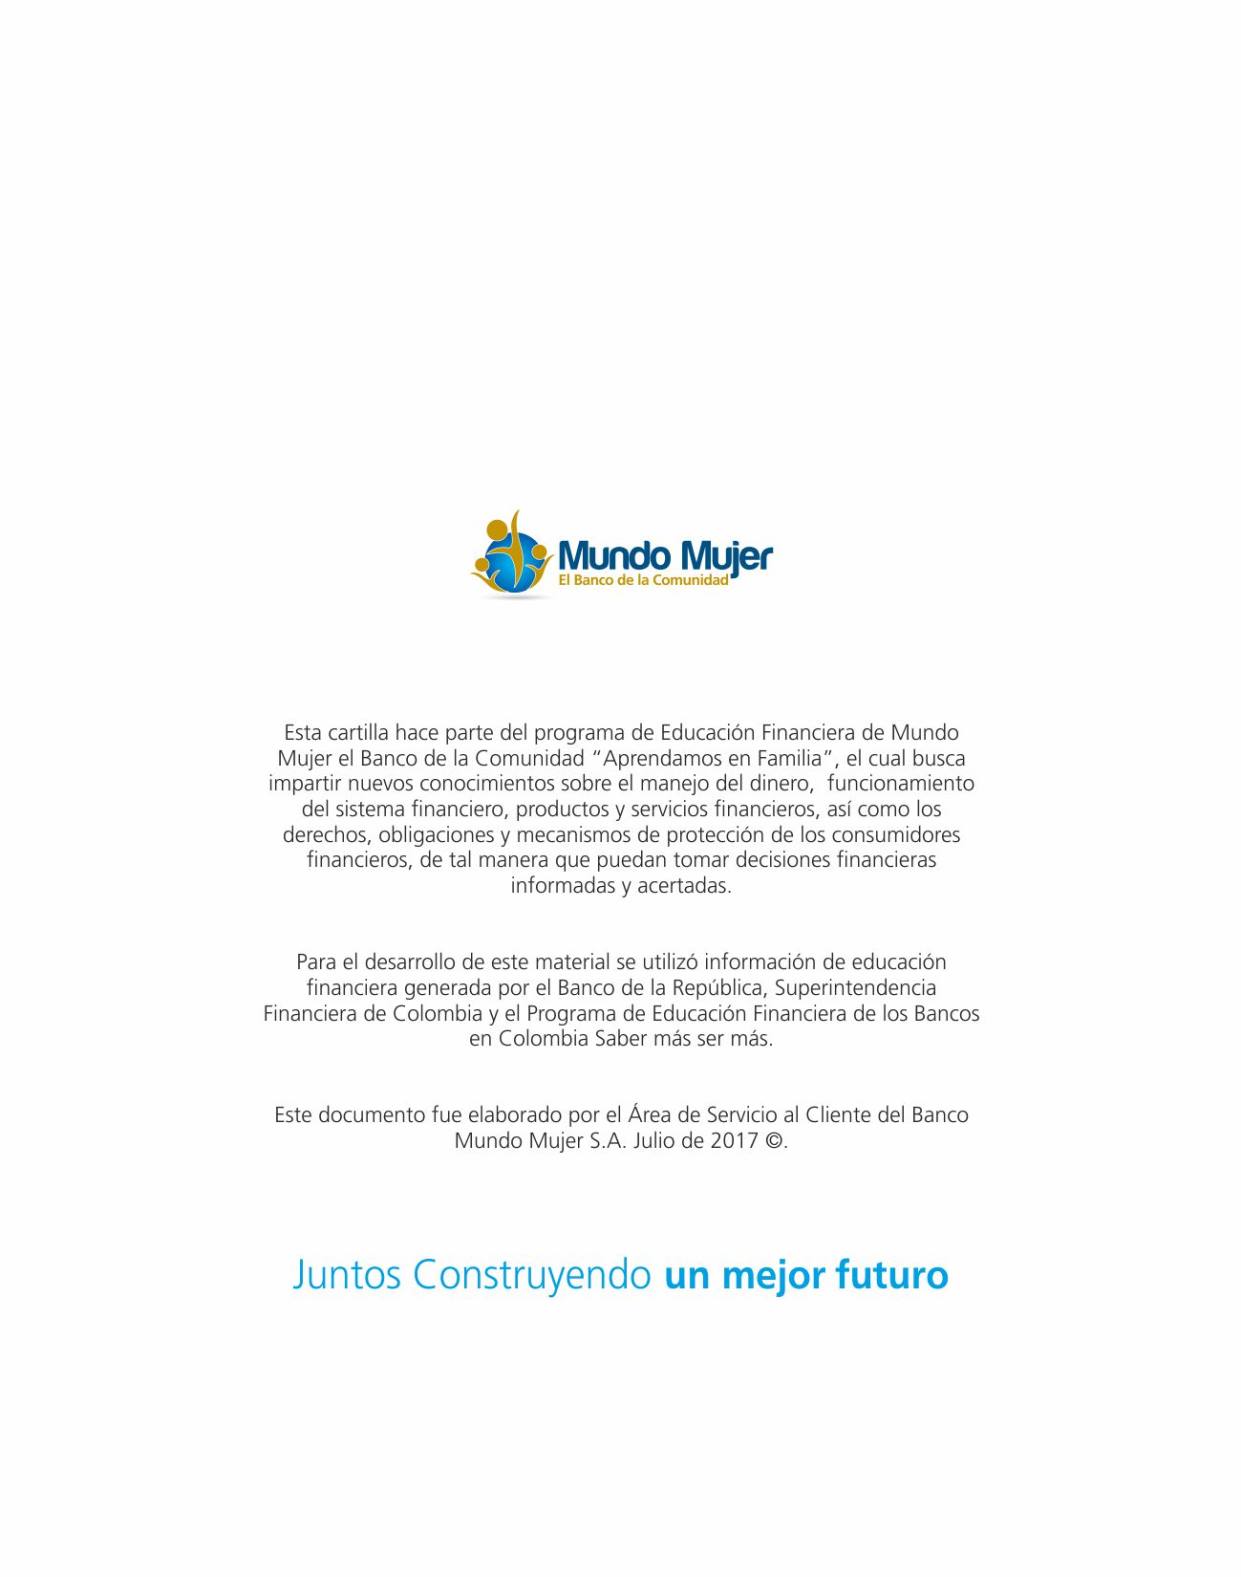 Mundo Mujer
El Banco de la Comunidad
Esta cartilla hace parte del programa de Educación Financiera de Mundo
Mujer el Banco de la Comunidad “Aprendamos en Familia”, el cual busca
impartir nuevos conocimientos sobre el manejo del dinero,  funcionamiento
del sistema financiero, productos y servicios financieros, así como los
derechos, obligaciones y mecanismos de protección de los consumidores
financieros, de tal manera que puedan tomar decisiones financieras
informadas y acertadas.
Para el desarrollo de este material se utilizó información de educación
financiera generada por el Banco de la República, Superintendencia
Financiera de Colombia y el Programa de Educación Financiera de los Bancos
en Colombia Saber más ser más.
Este documento fue elaborado por el Área de Servicio al Cliente del Banco
Mundo Mujer S.A. Julio de 2017 ©.
Juntos Construyendo un mejor futuro